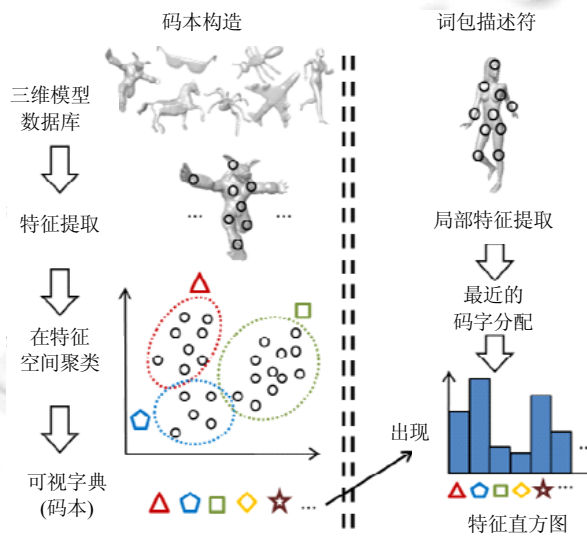 码本构造
词包描述符
三维模型
数据库
特征提取
...
...
在特征
空间聚类
可视字典
(码本)
...
局部特征提取
最近的
码字分配
出现
...
...
特征直方图